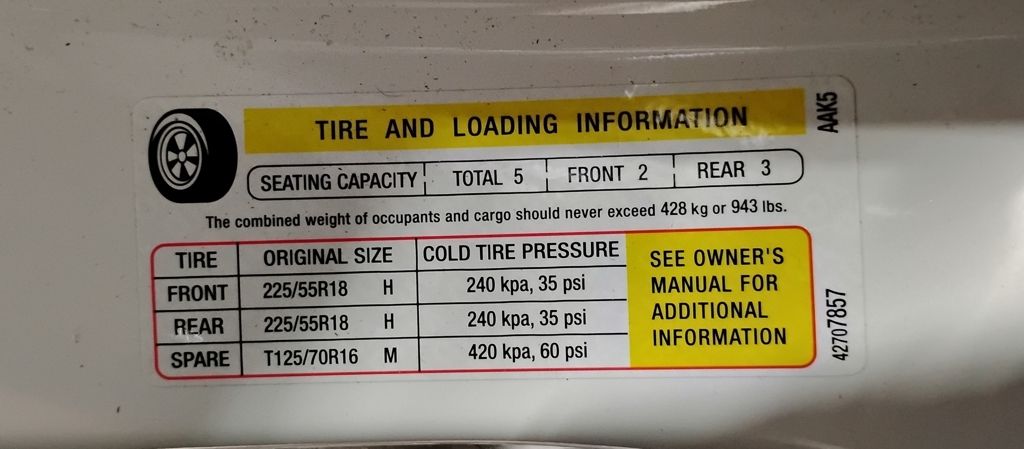 TIRE AND LOADING INFORMATION
AAK5
SEATING CAPACITY TOTAL 5 FRONT 2 REAR 3
The combined weight of occupants and cargo should never exceed 428 kg or 943 lbs.
TIRE ORIGINAL SIZE COLD TIRE PRESSURE
FRONT 225/55R18 H 240 kpa, 35 psi
REAR 225/55R18 H 240 kpa, 35 psi
SPARE T125/70R16 M 420 kpa, 60 psi
SEE OWNER'S
MANUAL FOR
ADDITIONAL
INFORMATION
42707857